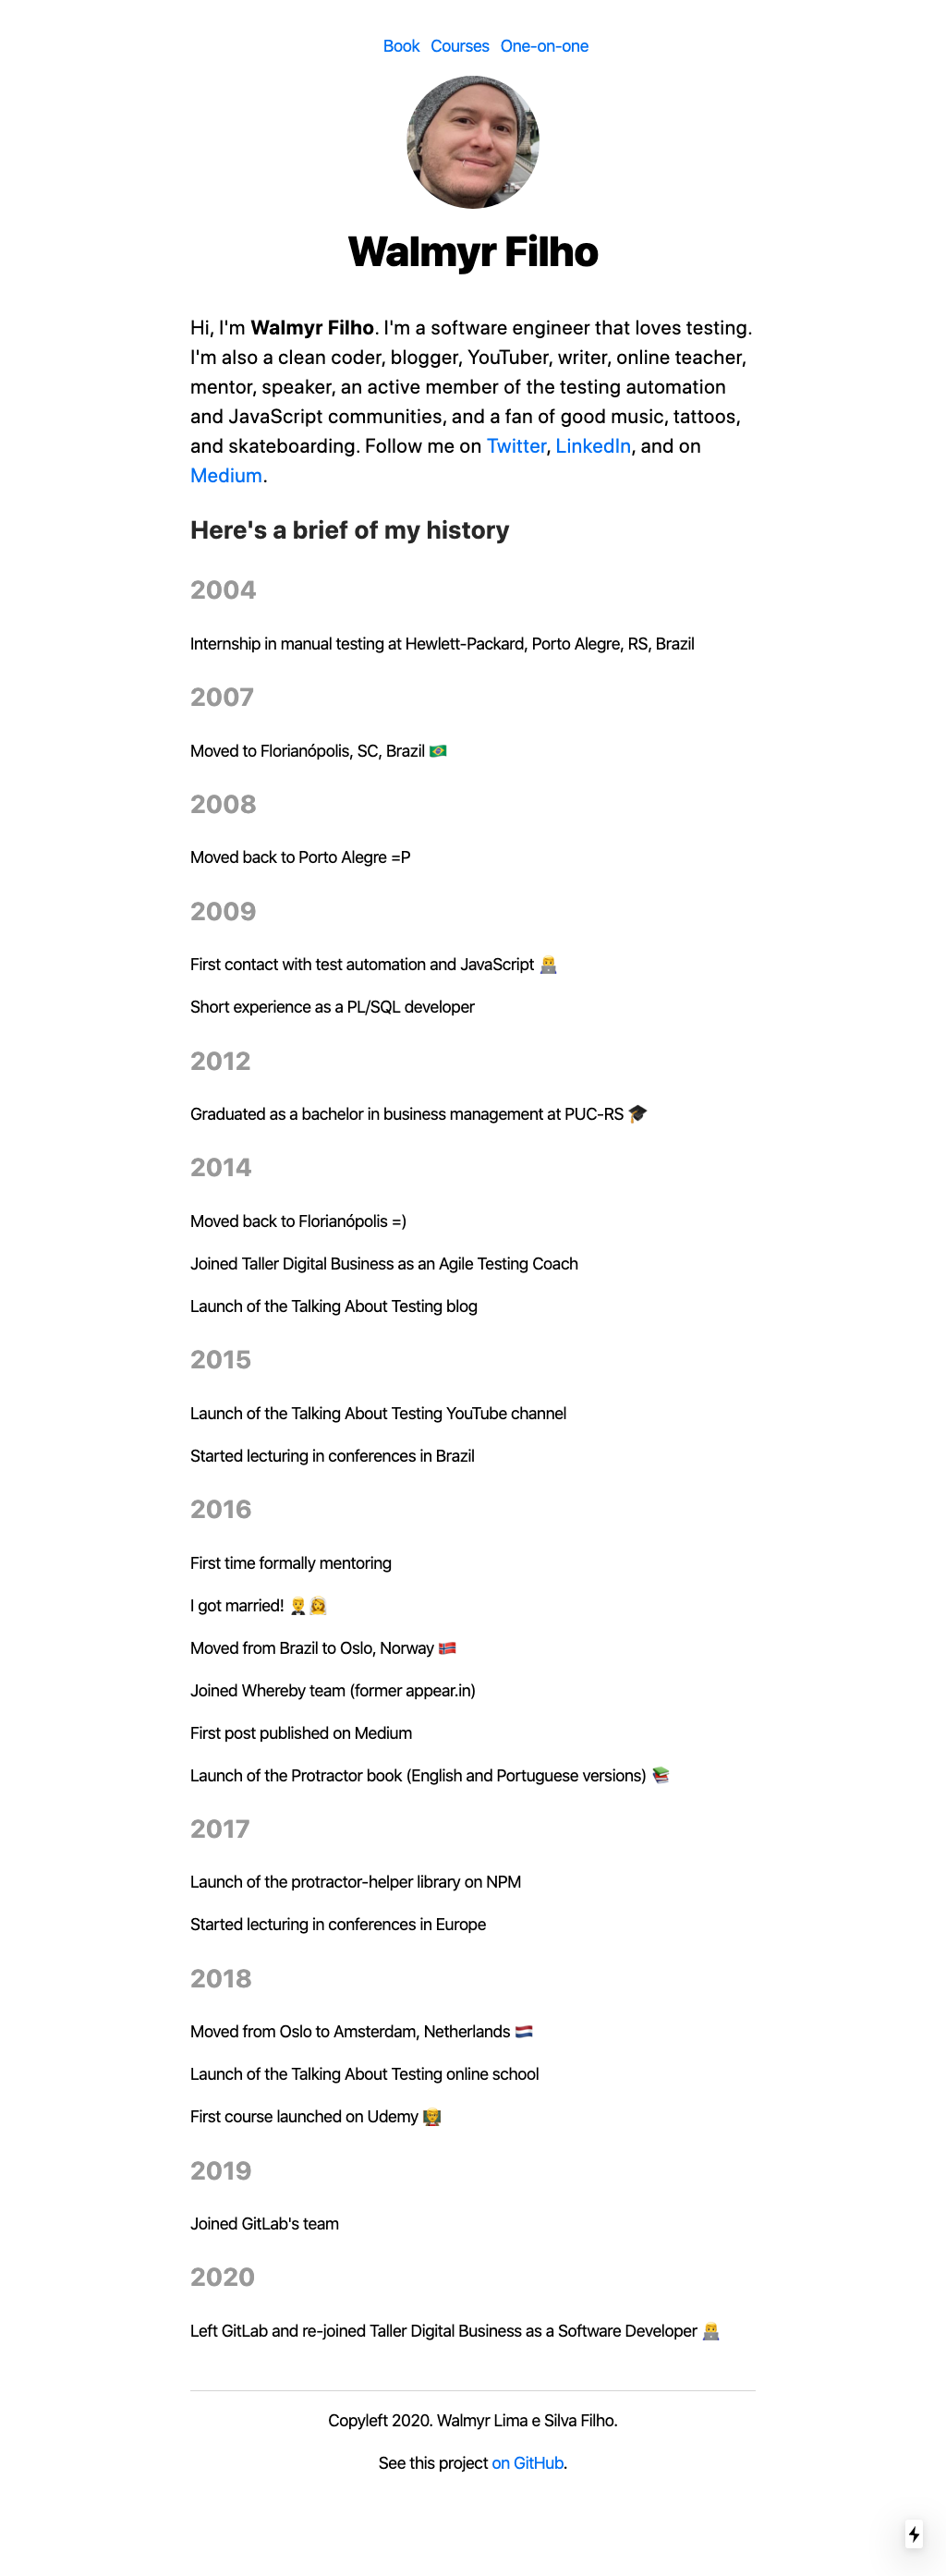 Book Courses One-on-one
Walmyr Filho
Hi, I'm Walmyr Filho. I'm a software engineer that loves testing.
I'm also a clean coder, blogger, YouTuber, writer, online teacher,
mentor, speaker, an active member of the testing automation
and JavaScript communities, and a fan of good music, tattoos,
and skateboarding. Follow me on Twitter, LinkedIn, and on
Medium.
Here's a brief of my history
2004
Internship in manual testing at Hewlett-Packard, Porto Alegre, RS, Brazil
2007
Moved to Florianópolis, SC, Brazil 🇧🇷
2008
Moved back to Porto Alegre =P
2009
First contact with test automation and JavaScript 👨‍💻
Short experience as a PL/SQL developer
2012
Graduated as a bachelor in business management at PUC-RS 🎓
2014
Moved back to Florianópolis =)
Joined Taller Digital Business as an Agile Testing Coach
Launch of the Talking About Testing blog
2015
Launch of the Talking About Testing YouTube channel
Started lecturing in conferences in Brazil
2016
First time formally mentoring
I got married! 🤵👰
Moved from Brazil to Oslo, Norway 🇳🇴
Joined Whereby team (former appear.in)
First post published on Medium
Launch of the Protractor book (English and Portuguese versions) 📚
2017
Launch of the protractor-helper library on NPM
Started lecturing in conferences in Europe
2018
Moved from Oslo to Amsterdam, Netherlands 🇳🇱
Launch of the Talking About Testing online school
First course launched on Udemy 👨‍🏫
2019
Joined GitLab's team
2020
Left GitLab and re-joined Taller Digital Business as a Software Developer 👨‍💻
Copyleft 2020. Walmyr Lima e Silva Filho.
See this project on GitHub.